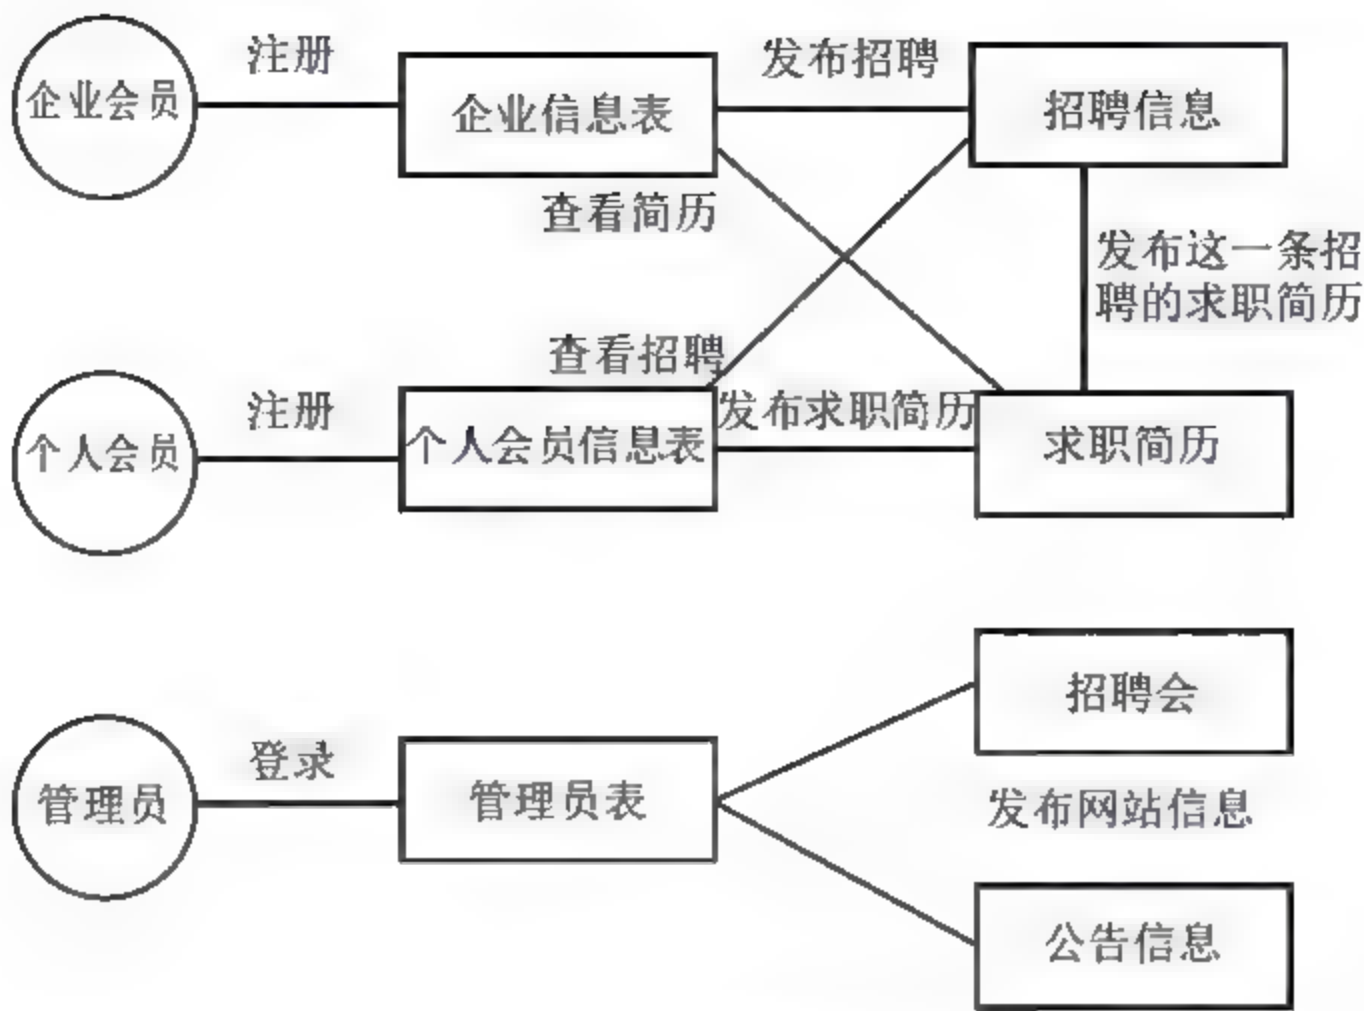 注册
发布招聘
企业会员
企业信息表
招聘信息
查看简历
发布这一条招
聘的求职简历
查看招聘
注册
发布求职简历
个人会员
个人会员信息表
求职简历
招聘会
登录
管理员
管理员表
发布网站信息
公告信息